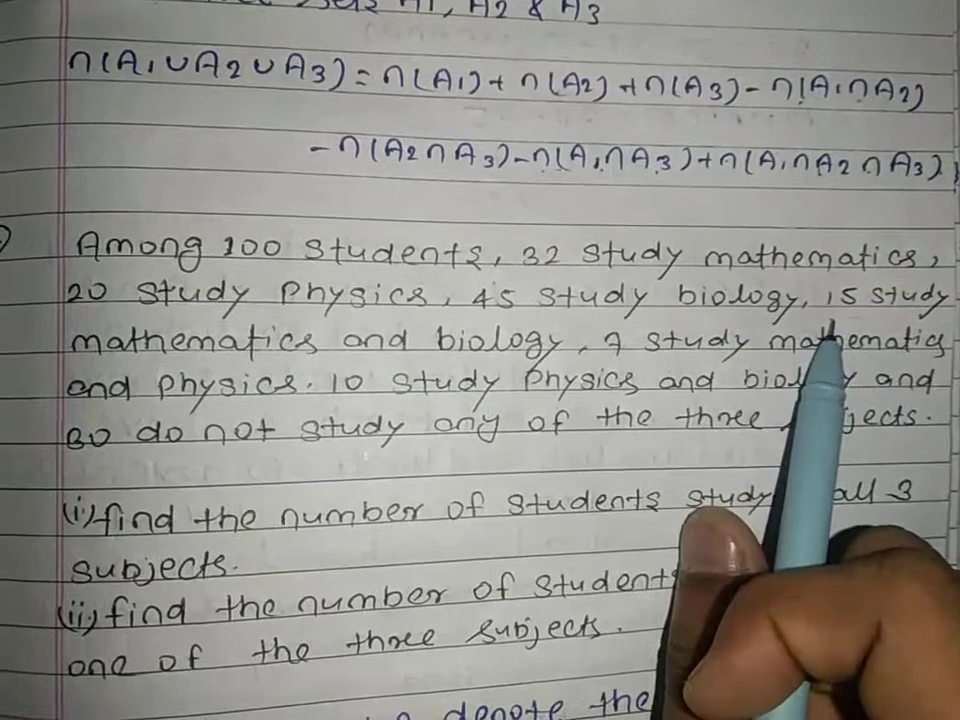 A1, A2 & A3
n(A1∪A2∪A3) = n(A1) + n(A2) + n(A3) - n(A1∩A2)
- n(A2∩A3) - n(A1∩A3) + n(A1∩A2∩A3)
Among 100 students, 32 study mathematics,
20 study physics, 45 study biology, 15 study
mathematics and biology, 7 study mathematics
and physics. 10 study physics and and
30 do not study any of the three
(i) find the number of students study all 3
subjects.
(ii) find the number of students
one of the three subjects.
denote the